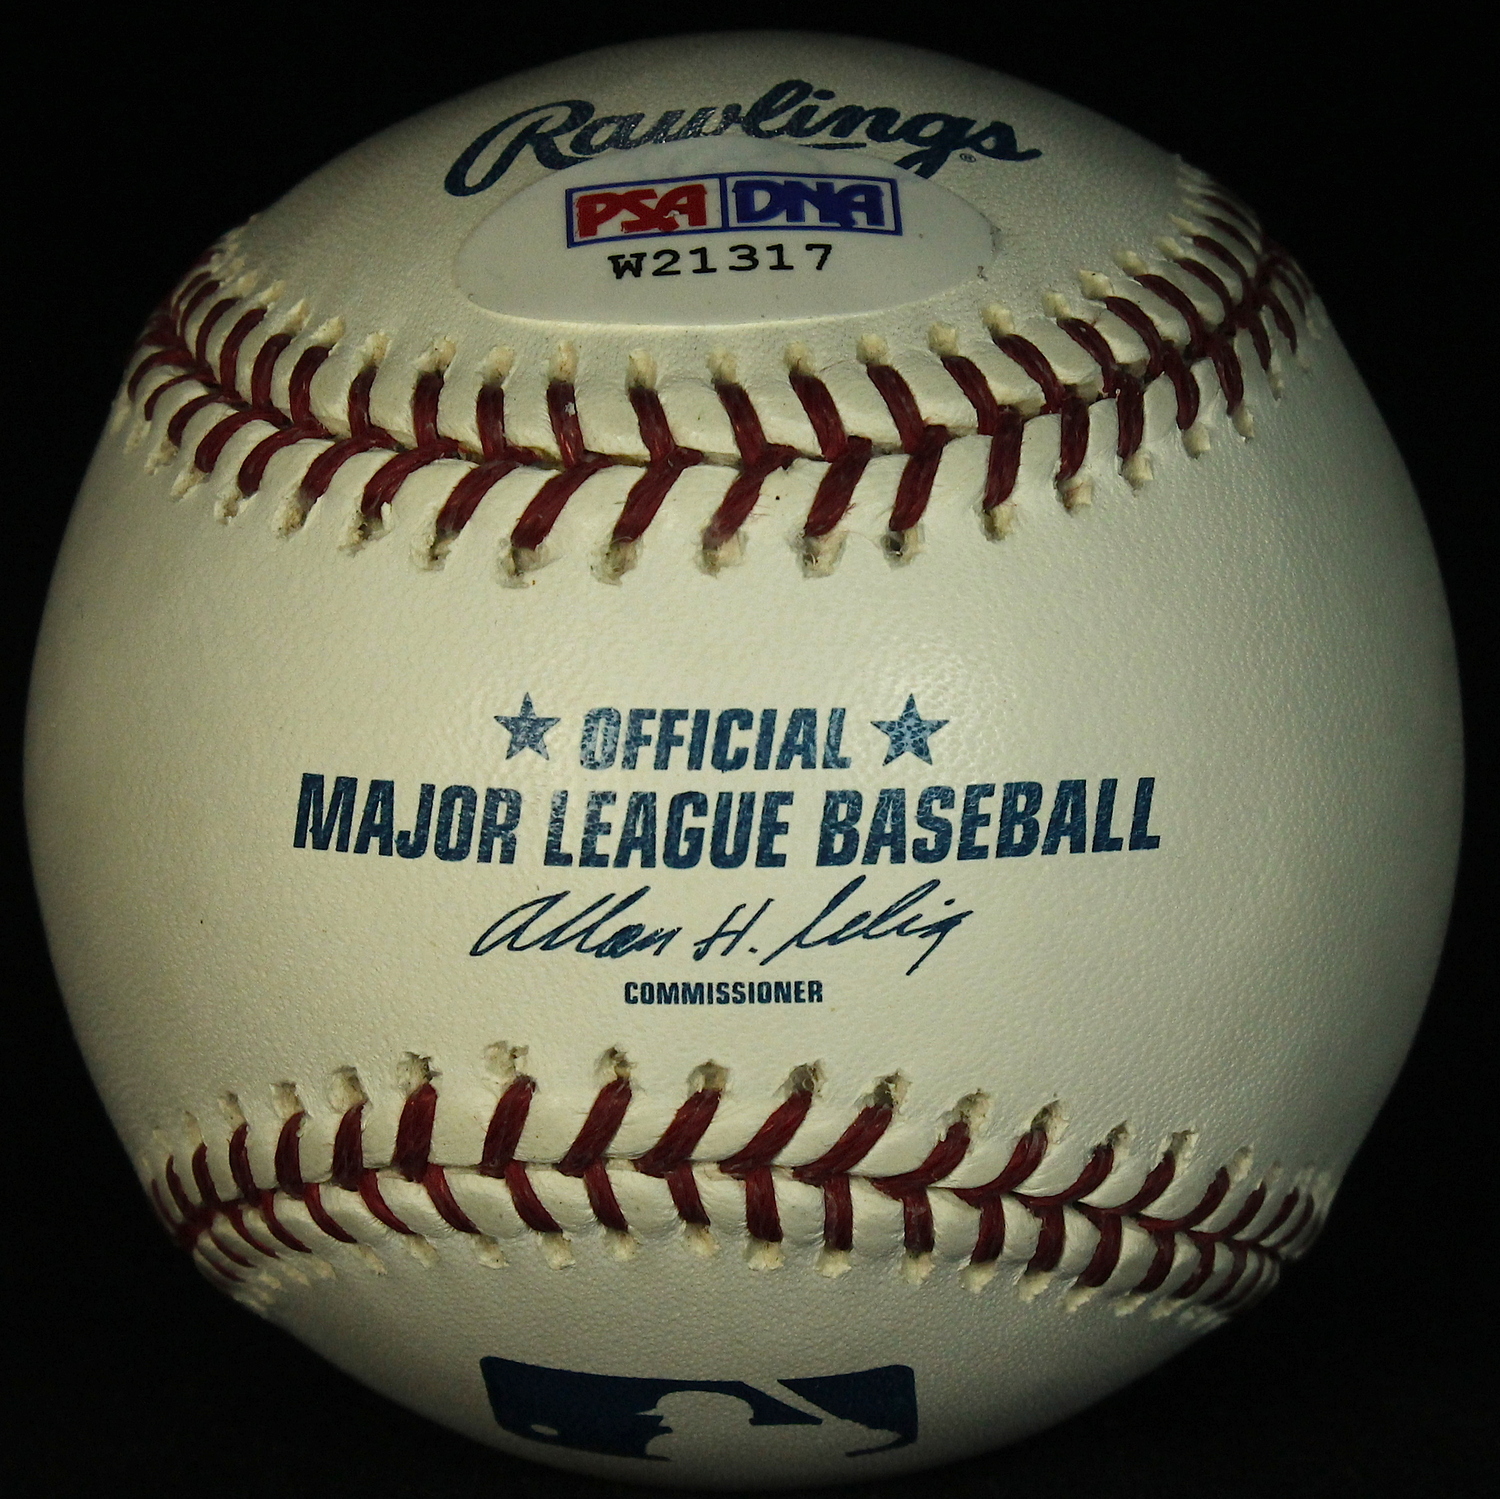 Rawlings®
PSA DNA
W21317
★ OFFICIAL ★
MAJOR LEAGUE BASEBALL
Allan H. Selig
COMMISSIONER